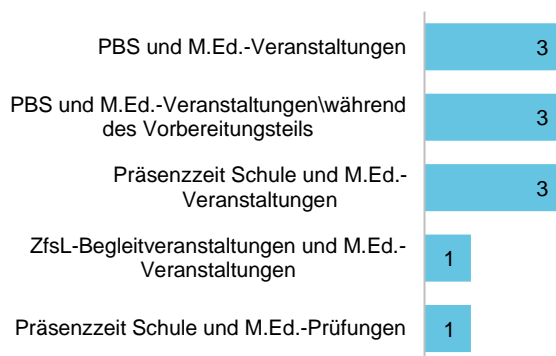 PBS und M.Ed.-Veranstaltungen
3
PBS und M.Ed.-Veranstaltungen\während
des Vorbereitungsteils
3
Präsenzzeit Schule und M.Ed.-
Veranstaltungen
3
ZfsL-Begleitveranstaltungen und M.Ed.-
Veranstaltungen
1
Präsenzzeit Schule und M.Ed.-Prüfungen
1